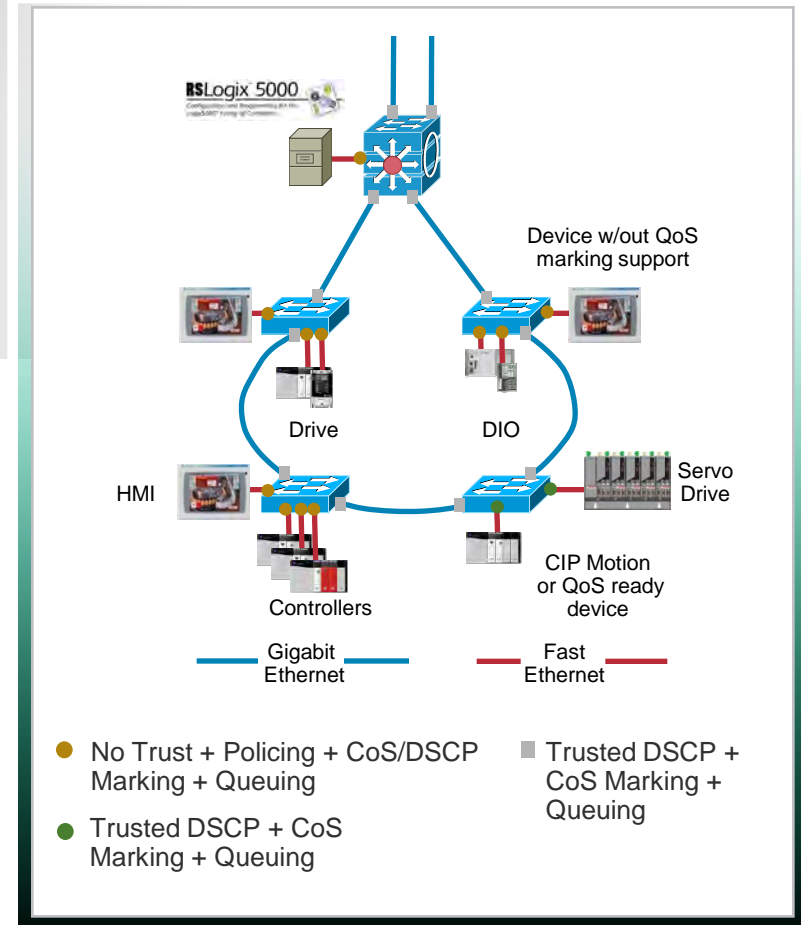 RSLogix 5000
Device w/out QoS
marking support
Drive
DIO
HMI
Servo
Drive
Controllers
CIP Motion
or QoS ready
device
Gigabit
Ethernet
Fast
Ethernet
No Trust + Policing + CoS/DSCP
Marking + Queuing
Trusted DSCP +
CoS Marking +
Queuing
Trusted DSCP + CoS
Marking + Queuing